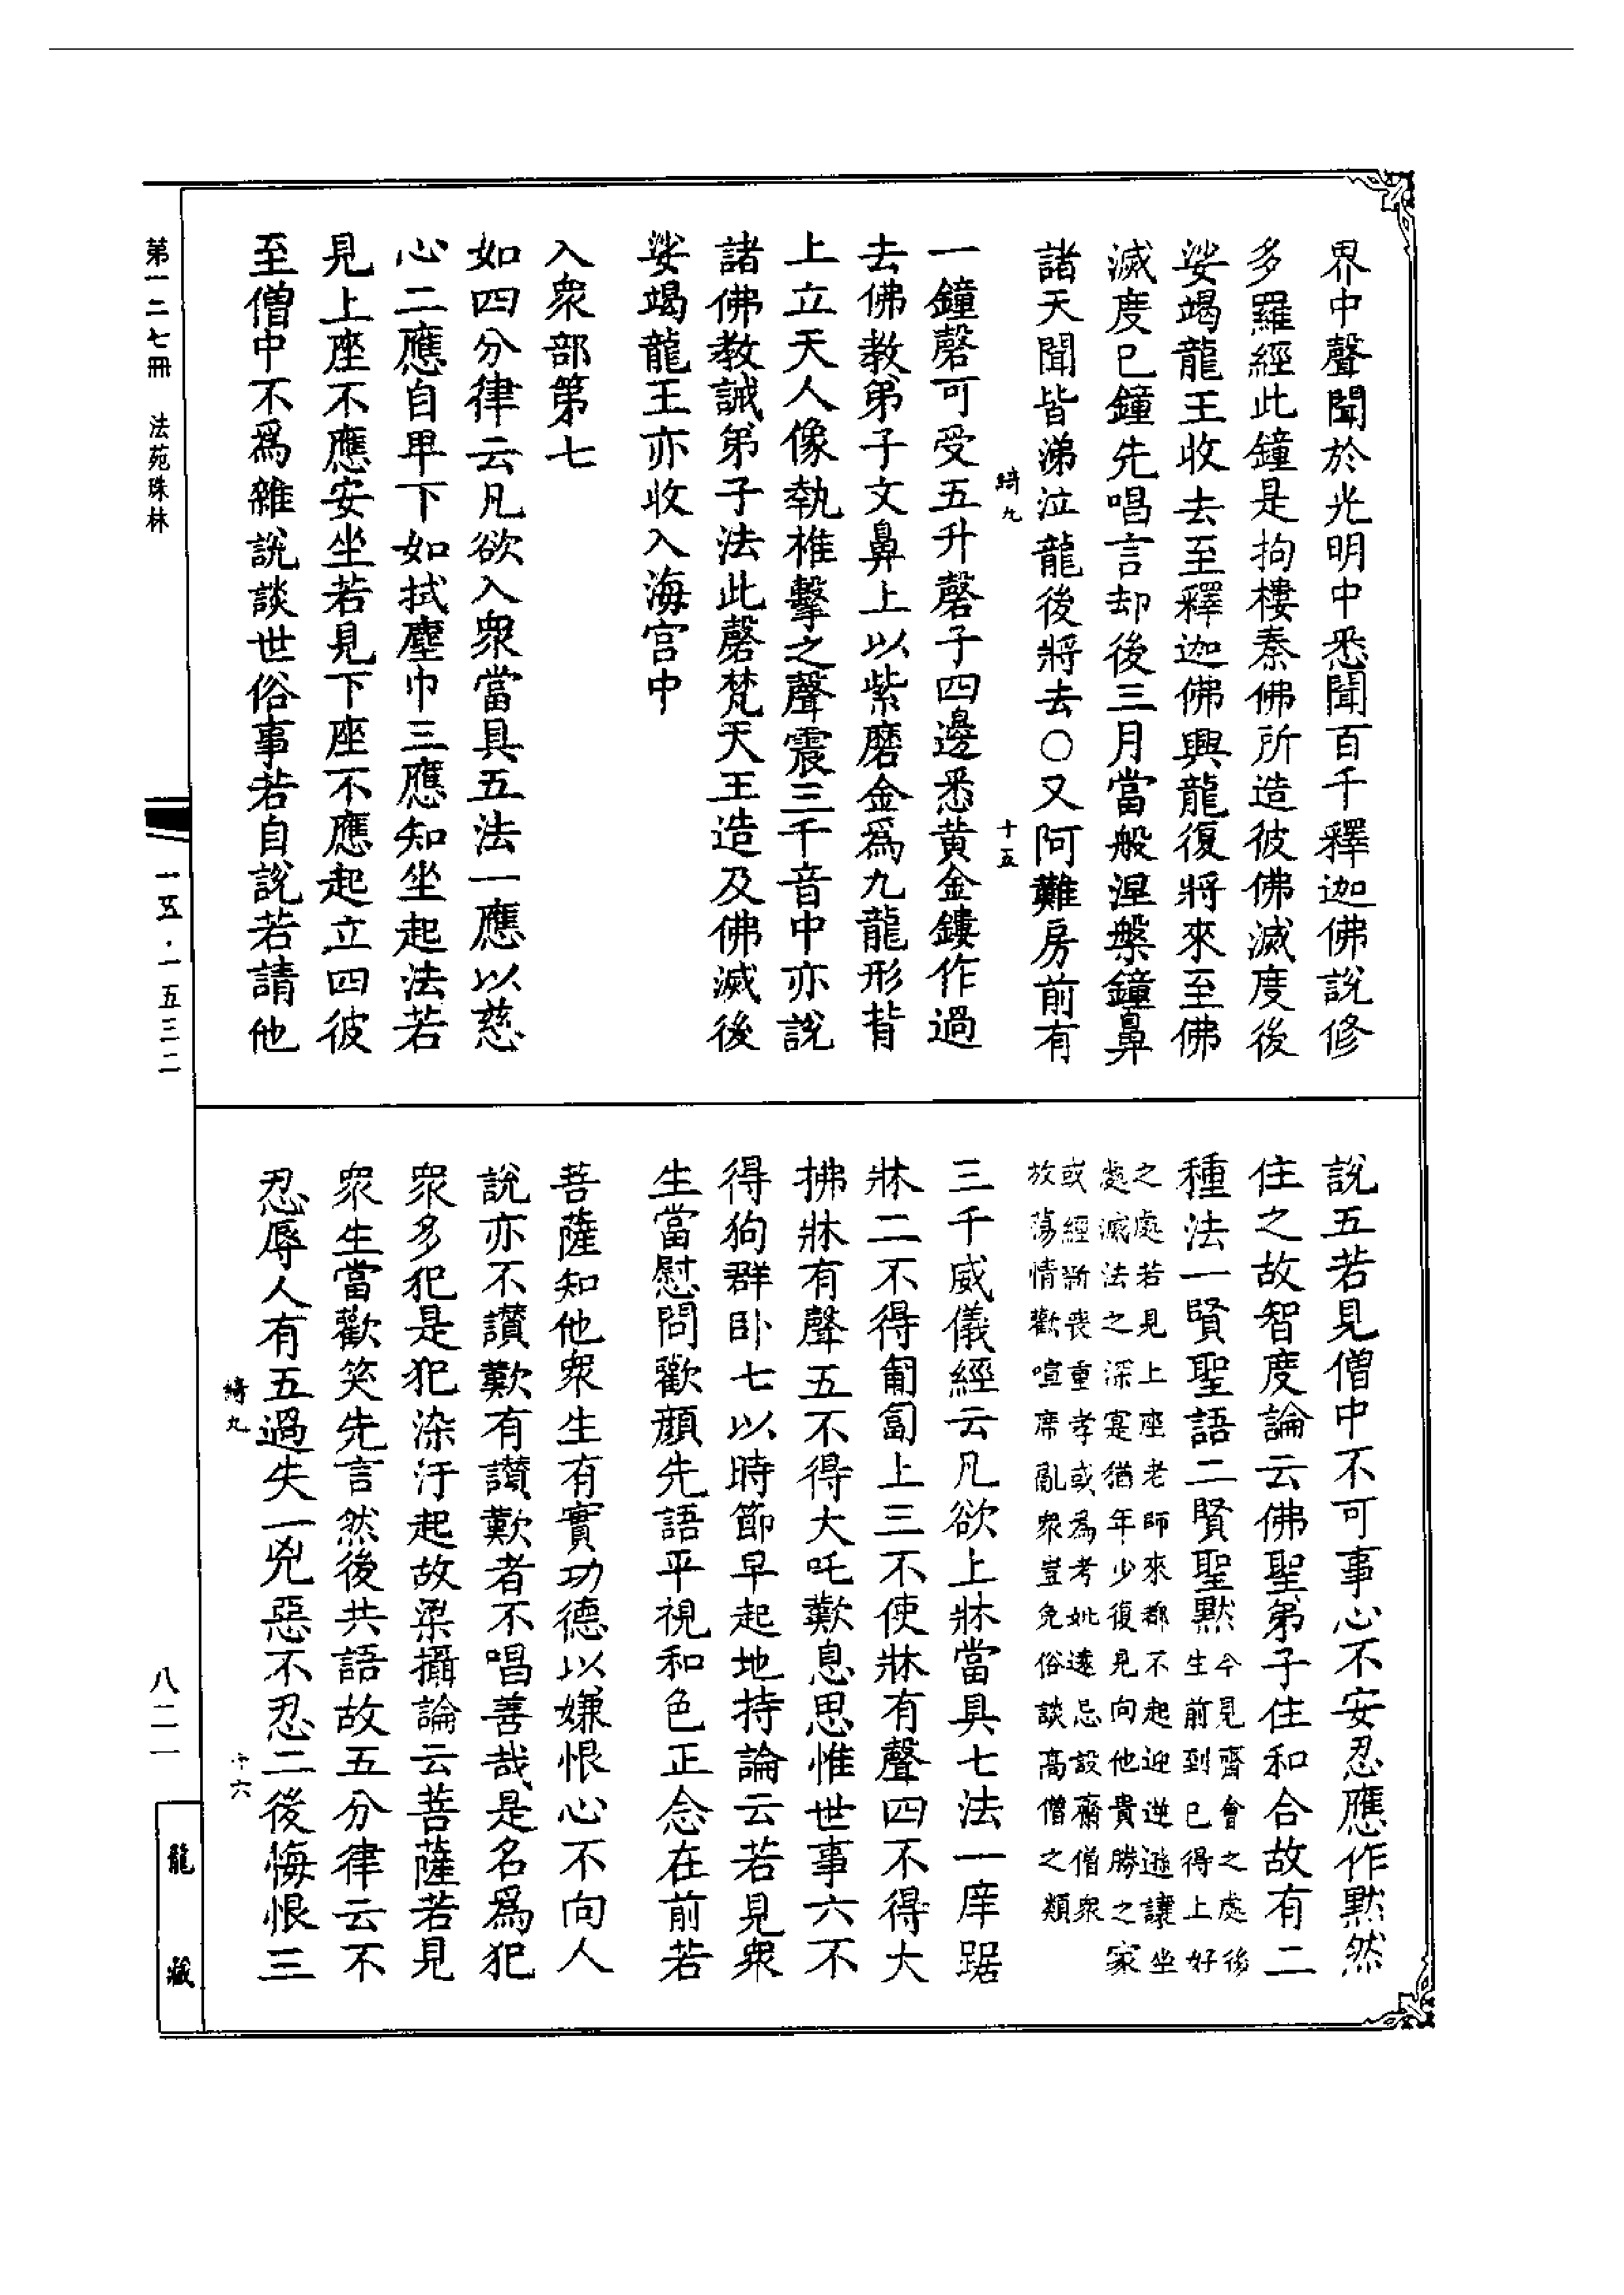 界中聲聞於光明中悉聞百千釋迦佛說修
多羅經此鐘是拘樓秦佛所造彼佛滅度後
娑竭龍王收去至釋迦佛興龍復將來至佛
滅度已鐘先唱言却後三月當般涅槃鐘鼻
諸天聞皆涕泣龍後將去○又阿難房前有
綺九
十五
一鐘磬可受五升磬子四邊悉黃金鏤作過
去佛教弟子文鼻上以紫磨金爲九龍形背
上立天人像執椎擊之聲震三千音中亦說
諸佛教誡弟子法此磬梵天王造及佛滅後
娑竭龍王亦收入海宮中
入衆部第七
如四分律云凡欲入衆當具五法一應以慈
心二應自卑下如拭塵巾三應知坐起法若
見上座不應安坐若見下座不應起立四彼
至僧中不爲雜說談世俗事若自說若請他
說五若見僧中不可事心不安忍應作默然
住之故智度論云佛聖弟子住和合故有二
種法一賢聖語二賢聖默
今見齋會之處後
生前到已得上好
之處若見上座老師來都不起迎逆遜讓坐
處滅法之深寔猶年少復見向他貴勝之家
或經新喪重孝或為考妣遠忌設齋僧衆
放蕩情歡喧席亂衆豈免俗談高僧之類
三千威儀經云凡欲上牀當具七法一庠踞
牀二不得匍匐上三不使牀有聲四不得大
拂牀有聲五不得大吒歎息思惟世事六不
得狗群臥七以時節早起地持論云若見衆
生當慰問歡顔先語平視和色正念在前若
菩薩知他衆生有實功德以嫌恨心不向人
說亦不讚歎有讚歎者不唱善哉是名爲犯
衆多犯是犯染汙起故梁攝論云菩薩若見
衆生當歡笑先言然後共語故五分律云不
忍辱人有五過失一兇惡不忍二後悔恨三
綺九
十六
第一二七冊　法苑珠林
一五·一五三二
八二一
龍藏